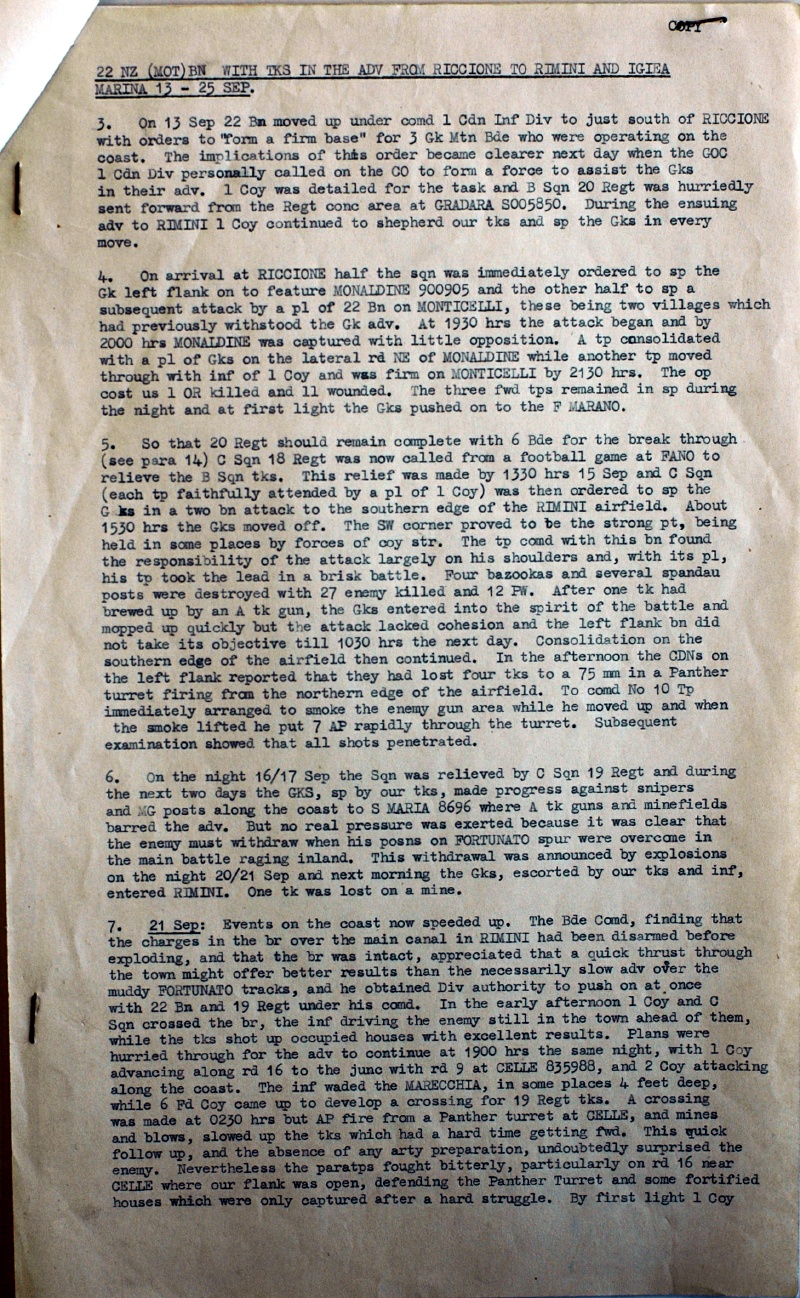 COPY
22 NZ (MOT)BN WITH TKS IN THE ADV FROM RICCIONE TO RIMINI AND IGIEA
MARINA 13 - 25 SEP.
3. On 13 Sep 22 Bn moved up under comd 1 Cdn Inf Div to just south of RICCIONE
with orders to "form a firm base" for 3 Gk Mtn Bde who were operating on the
coast. The implications of this order became clearer next day when the GOC
1 Cdn Div personally called on the CO to form a force to assist the Gks
in their adv. 1 Coy was detailed for the task and B Sqn 20 Regt was hurriedly
sent forward from the Regt conc area at GRADARA S005850. During the ensuing
adv to RIMINI 1 Coy continued to shepherd our tks and sp the Gks in every
move.
4. On arrival at RICCIONE half the sqn was immediately ordered to sp the
Gk left flank on to feature MONALDINE 900905 and the other half to sp a
subsequent attack by a pl of 22 Bn on MONTICELLI, these being two villages which
had previously withstood the Gk adv. At 1930 hrs the attack began and by
2000 hrs MONALDINE was captured with little opposition. A tp consolidated
with a pl of Gks on the lateral rd NE of MONALDINE while another tp moved
through with inf of 1 Coy and was firm on MONTICELLI by 2130 hrs. The op
cost us 1 OR killed and 11 wounded. The three fwd tps remained in sp during
the night and at first light the Gks pushed on to the F MARANO.
5. So that 20 Regt should remain complete with 6 Bde for the break through
(see para 14) C Sqn 18 Regt was now called from a football game at FANO to
relieve the B Sqn tks. This relief was made by 1330 hrs 15 Sep and C Sqn
(each tp faithfully attended by a pl of 1 Coy) was then ordered to sp the
G ks in a two bn attack to the southern edge of the RIMINI airfield. About
1530 hrs the Gks moved off. The SW corner proved to be the strong pt, being
held in some places by forces of coy str. The tp comd with this bn found
the responsibility of the attack largely on his shoulders and, with its pl,
his tp took the lead in a brisk battle. Four bazookas and several spandau
posts were destroyed with 27 enemy killed and 12 PW. After one tk had
brewed up by an A tk gun, the Gks entered into the spirit of the battle and
mopped up quickly but the attack lacked cohesion and the left flank bn did
not take its objective till 1030 hrs the next day. Consolidation on the
southern edge of the airfield then continued. In the afternoon the CDNs on
the left flank reported that they had lost four tks to a 75 mm in a Panther
turret firing from the northern edge of the airfield. To comd No 10 Tp
immediately arranged to smoke the enemy gun area while he moved up and when
the smoke lifted he put 7 AP rapidly through the turret. Subsequent
examination showed that all shots penetrated.
6. On the night 16/17 Sep the Sqn was relieved by C Sqn 19 Regt and during
the next two days the GKS, sp by our tks, made progress against snipers
and MG posts along the coast to S MARIA 8696 where A tk guns and minefields
barred the adv. But no real pressure was exerted because it was clear that
the enemy must withdraw when his posns on FORTUNATO spur were overcome in
the main battle raging inland. This withdrawal was announced by explosions
on the night 20/21 Sep and next morning the Gks, escorted by our tks and inf,
entered RIMINI. One tk was lost on a mine.
7. 21 Sep: Events on the coast now speeded up. The Bde Comd, finding that
the charges in the br over the main canal in RIMINI had been disarmed before
exploding, and that the br was intact, appreciated that a quick thrust through
the town might offer better results than the necessarily slow adv over the
muddy FORTUNATO tracks, and he obtained Div authority to push on at once
with 22 Bn and 19 Regt under his comd. In the early afternoon 1 Coy and C
Sqn crossed the br, the inf driving the enemy still in the town ahead of them,
while the tks shot up occupied houses with excellent results. Plans were
hurried through for the adv to continue at 1900 hrs the same night, with 1 Coy
advancing along rd 16 to the junc with rd 9 at CELLE 835988, and 2 Coy attacking
along the coast. The inf waded the MARECCHIA, in some places 4 feet deep,
while 6 Fd Coy came up to develop a crossing for 19 Regt tks. A crossing
was made at 0230 hrs but AP fire from a Panther turret at CELLE, and mines
and blows, slowed up the tks which had a hard time getting fwd. This quick
follow up, and the absence of any arty preparation, undoubtedly surprised the
enemy. Nevertheless the paratps fought bitterly, particularly on rd 16 near
CELLE where our flank was open, defending the Panther Turret and some fortified
houses which were only captured after a hard struggle. By first light 1 Coy